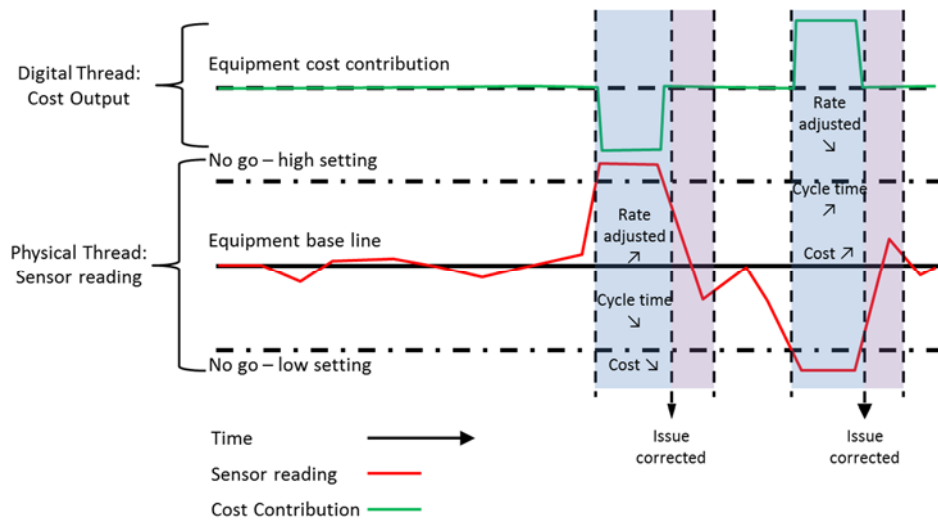 Digital Thread:
Cost Output
Equipment cost contribution
Rate
adjusted
↘
No go – high setting
Cycle time
↗
Physical Thread:
Sensor reading
Equipment base line
Rate
adjusted
↗
Cost ↗
Cycle time
↘
No go – low setting
Cost ↘
Time
Issue
corrected
Issue
corrected
Sensor reading
Cost Contribution